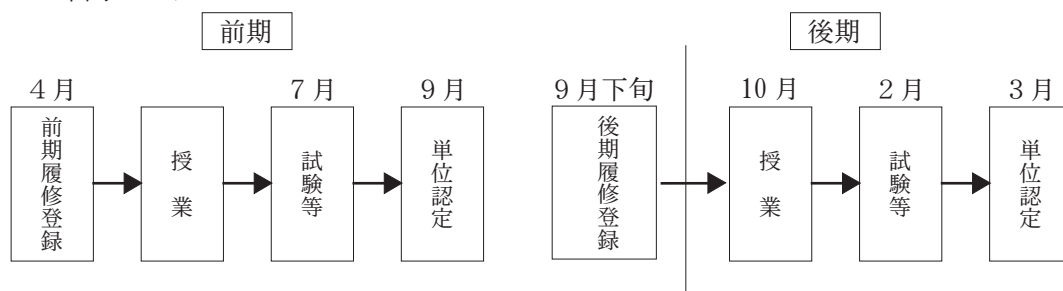 前期
後期
4月
7月
9月
9月下旬
10月
2月
3月
前期履修登録
授業
試験等
単位認定
後期履修登録
授業
試験等
単位認定